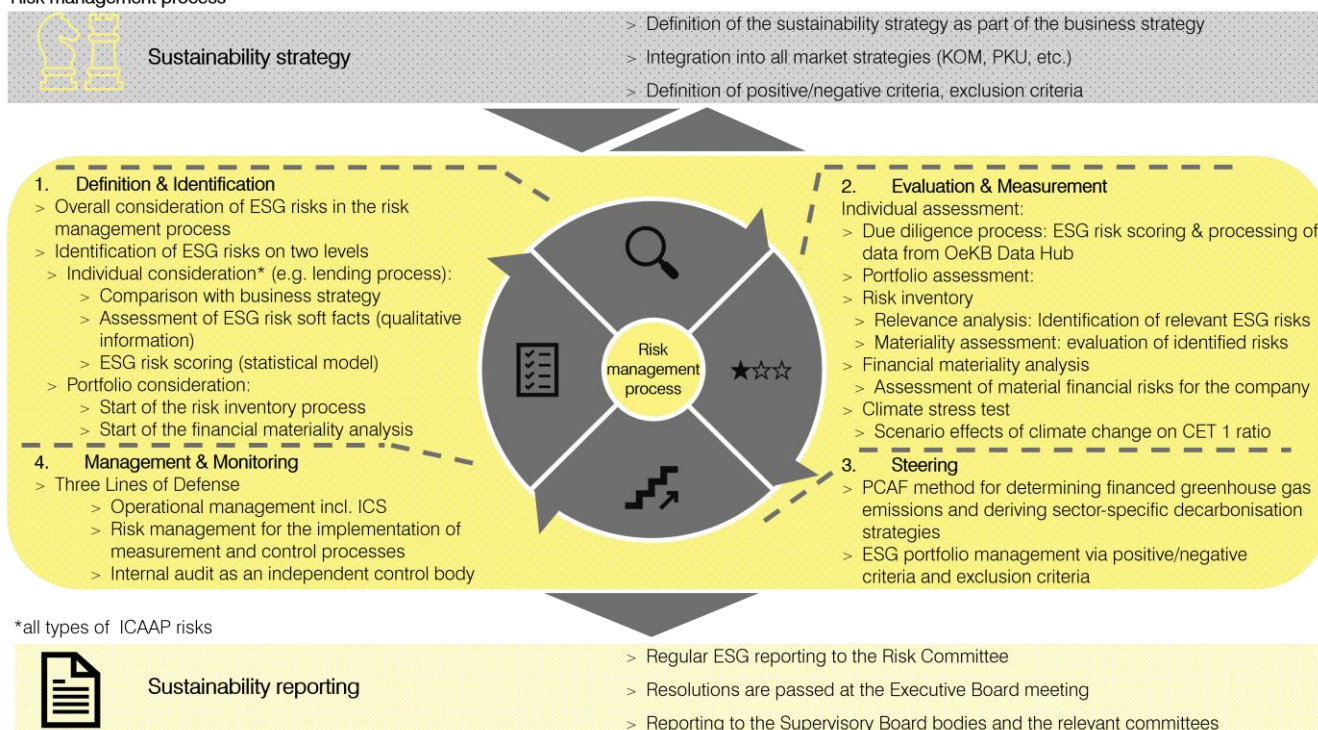 Risk management process
Sustainability strategy
> Definition of the sustainability strategy as part of the business strategy
> Integration into all market strategies (KOM, PKU, etc.)
> Definition of positive/negative criteria, exclusion criteria
1. Definition & Identification
> Overall consideration of ESG risks in the risk
management process
> Identification of ESG risks on two levels
> Individual consideration* (e.g. lending process):
> Comparison with business strategy
> Assessment of ESG risk soft facts (qualitative
information)
> ESG risk scoring (statistical model)
> Portfolio consideration:
> Start of the risk inventory process
> Start of the financial materiality analysis
2. Evaluation & Measurement
Individual assessment:
> Due diligence process: ESG risk scoring & processing of
data from OeKB Data Hub
> Portfolio assessment:
> Risk inventory
> Relevance analysis: Identification of relevant ESG risks
> Materiality assessment: evaluation of identified risks
> Financial materiality analysis
> Assessment of material financial risks for the company
> Climate stress test
> Scenario effects of climate change on CET 1 ratio
Risk
management
process
4. Management & Monitoring
> Three Lines of Defense
> Operational management incl. ICS
> Risk management for the implementation of
measurement and control processes
> Internal audit as an independent control body
3. Steering
> PCAF method for determining financed greenhouse gas
emissions and deriving sector-specific decarbonisation
strategies
> ESG portfolio management via positive/negative
criteria and exclusion criteria
*all types of ICAAP risks
Sustainability reporting
> Regular ESG reporting to the Risk Committee
> Resolutions are passed at the Executive Board meeting
> Reporting to the Supervisory Board bodies and the relevant committees